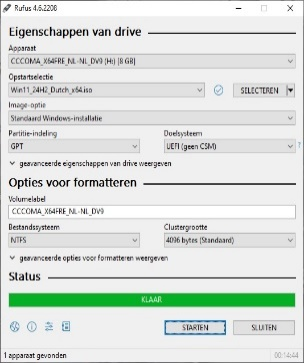 Rufus 4.6.2208
Eigenschappen van drive
Apparaat
CCCOMA_X64FRE_NL-NL_DV9 (H:) [8 GB]
Opstartselectie
Win11_24H2_Dutch_x64.iso
SELECTEREN
Image-optie
Standaard Windows-installatie
Partitie-indeling Doelsysteem
GPT UEFI (geen CSM) ?
geavanceerde eigenschappen van drive weergeven
Opties voor formatteren
Volumelabel
CCCOMA_X64FRE_NL-NL_DV9
Bestandssysteem Clustergrootte
NTFS 4096 bytes (Standaard)
geavanceerde opties voor formatteren weergeven
Status
KLAAR
STARTEN SLUITEN
1 apparaat gevonden 00:14:44